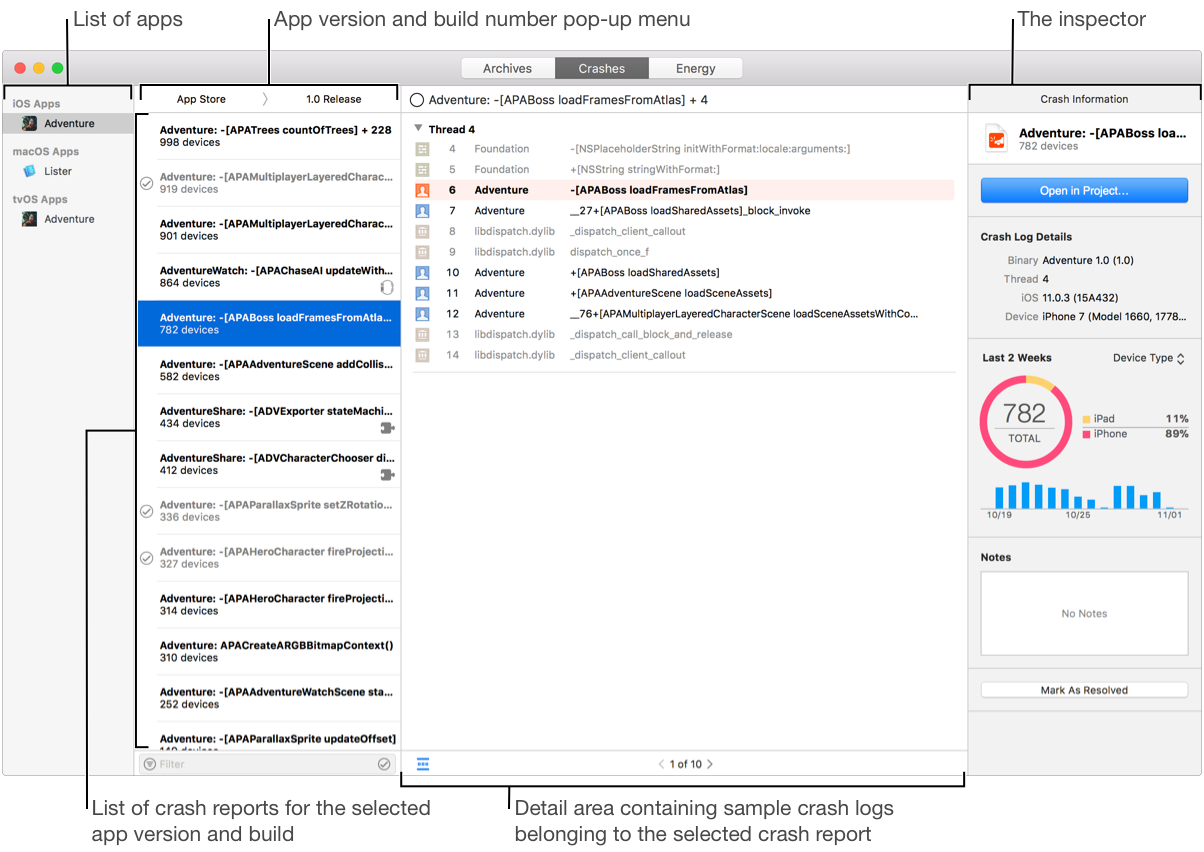 List of apps
App version and build number pop-up menu
The inspector
Archives
Crashes
Energy
iOS Apps
Adventure
macOS Apps
Lister
tvOS Apps
Adventure
App Store
1.0 Release
Adventure: -[APATrees countOfTrees] + 228
998 devices
Adventure: -[APAMultiplayerLayeredCharac...
919 devices
Adventure: -[APAMultiplayerLayeredCharac...
901 devices
AdventureWatch: -[APAChaseAI updateWith...
864 devices
Adventure: -[APABoss loadFramesFromAtla...
782 devices
Adventure: -[APAAdventureScene addCollis...
582 devices
AdventureShare: -[ADVExporter stateMachi...
434 devices
AdventureShare: -[ADVCharacterChooser di...
412 devices
Adventure: -[APAParallaxSprite setZRotatio...
336 devices
Adventure: -[APAHeroCharacter fireProjecti...
327 devices
Adventure: -[APAHeroCharacter fireProjecti...
314 devices
Adventure: APACreateARGBBitmapContext()
310 devices
Adventure: -[APAAdventureWatchScene sta...
252 devices
Adventure: -[APAParallaxSprite updateOffset]
Filter
Adventure: -[APABoss loadFramesFromAtlas] + 4
Thread 4
4 Foundation -[NSPlaceholderString initWithFormat:locale:arguments:]
5 Foundation +[NSString stringWithFormat:]
6 Adventure -[APABoss loadFramesFromAtlas]
7 Adventure __27+[APABoss loadSharedAssets]_block_invoke
8 libdispatch.dylib _dispatch_client_callout
9 libdispatch.dylib dispatch_once_f
10 Adventure +[APABoss loadSharedAssets]
11 Adventure +[APAAdventureScene loadSceneAssets]
12 Adventure __76+[APAMultiplayerLayeredCharacterScene loadSceneAssetsWithCo...
13 libdispatch.dylib _dispatch_call_block_and_release
14 libdispatch.dylib _dispatch_client_callout
1 of 10
Crash Information
Adventure: -[APABoss loa...
782 devices
Open in Project...
Crash Log Details
Binary Adventure 1.0 (1.0)
Thread 4
iOS 11.0.3 (15A432)
Device iPhone 7 (Model 1660, 1778...
Last 2 Weeks
Device Type
782
TOTAL
iPad 11%
iPhone 89%
10/19 10/25 11/01
Notes
No Notes
Mark As Resolved
List of crash reports for the selected
app version and build
Detail area containing sample crash logs
belonging to the selected crash report